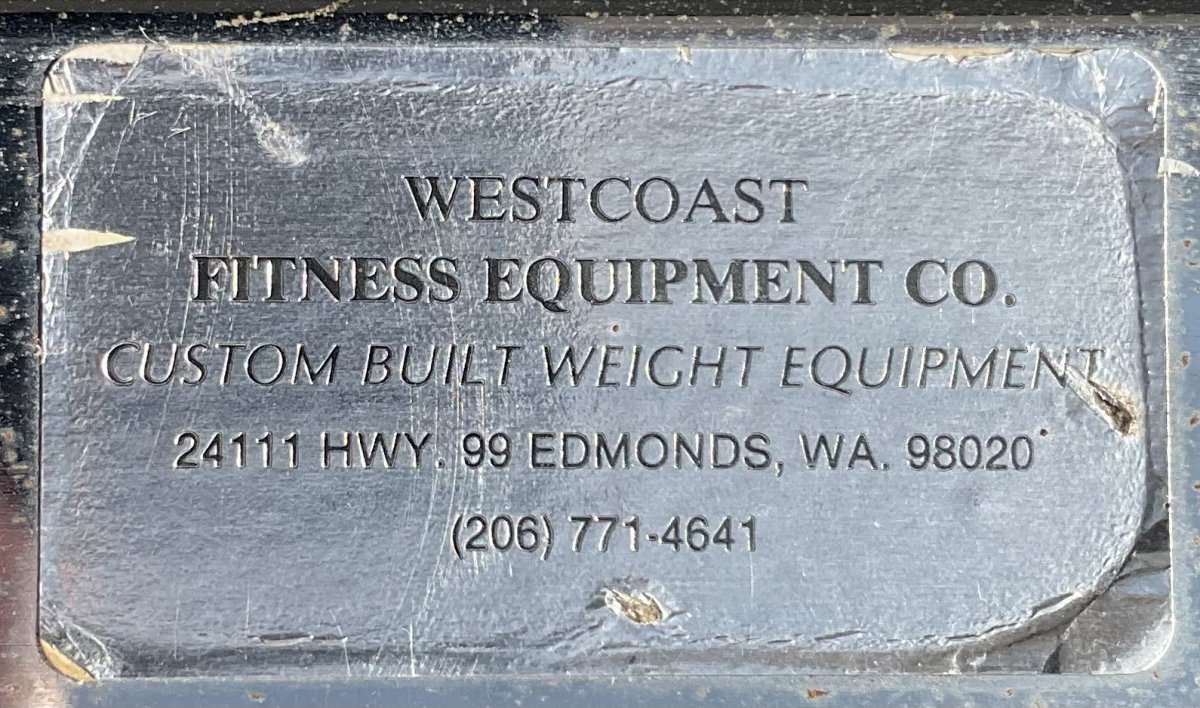 WESTCOAST
FITNESS EQUIPMENT CO.
CUSTOM BUILT WEIGHT EQUIPMENT
24111 HWY. 99 EDMONDS, WA. 98020
(206) 771-4641